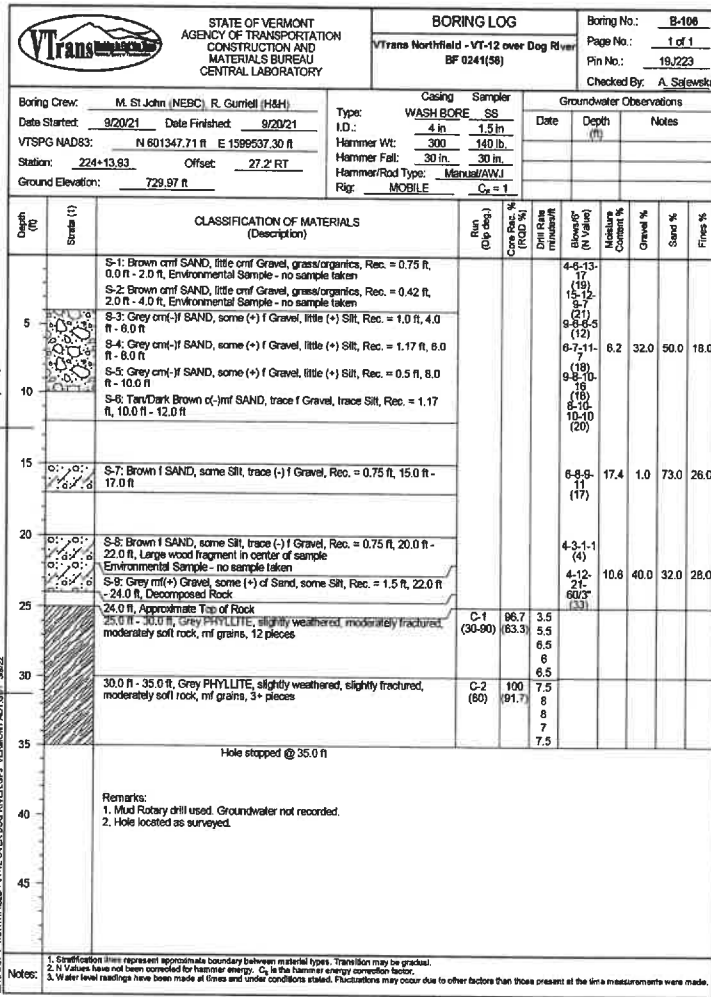 VTrans
STATE OF VERMONT
AGENCY OF TRANSPORTATION
CONSTRUCTION AND
MATERIALS BUREAU
CENTRAL LABORATORY
BORING LOG
VTrans Northfield - VT-12 over Dog River
BF 0241(56)
Boring No.: B-106
Page No.: 1 of 1
Pin No.: 19J223
Checked By: A. Salewski
Boring Crew: M. St John (NEBC) R. Gurriell (H&H)
Date Started: 9/20/21 Date Finished: 9/20/21
VTSPG NAD83: N 601347.71 ft E 1599537.30 ft
Station: 224+13.93 Offset: 27.2' RT
Ground Elevation: 729.97 ft
Casing Sampler
Type: WASH BORE SS
I.D.: 4 in 1.5 in
Hammer Wt: 300 140 lb.
Hammer Fall: 30 in. 30 in.
Hammer/Rod Type: Manual/AWJ
Rig: MOBILE CE = 1
Groundwater Observations
Date Depth (ft) Notes
Depth (ft)
Strata (1)
CLASSIFICATION OF MATERIALS
(Description)
Run (Dip deg.)
Core Rec. % (RQD %)
Drill Rate minutes/ft
Blows/6" (N Value)
Moisture Content %
Gravel %
Sand %
Fines %
S-1: Brown cmf SAND, little cmf Gravel, grass/organics, Rec. = 0.75 ft,
0.0 ft - 2.0 ft, Environmental Sample - no sample taken
4-6-13-
17
(19)
S-2: Brown cmf SAND, little cmf Gravel, grass/organics, Rec. = 0.42 ft,
2.0 ft - 4.0 ft, Environmental Sample - no sample taken
15-12-
9-7
(21)
5
S-3: Grey cm(-)f SAND, some (+) f Gravel, little (+) Silt, Rec. = 1.0 ft, 4.0
ft - 6.0 ft
9-6-6-5
(12)
S-4: Grey cm(-)f SAND, some (+) f Gravel, little (+) Silt, Rec. = 1.17 ft, 6.0
ft - 8.0 ft
6-7-11- 6.2 32.0 50.0 18.0
7
(18)
S-5: Grey cm(-)f SAND, some (+) f Gravel, little (+) Silt, Rec. = 0.5 ft, 8.0
ft - 10.0 ft
9-8-10-
16
(18)
10
S-6: Tan/Dark Brown c(-)mf SAND, trace f Gravel, trace Silt, Rec. = 1.17
ft, 10.0 ft - 12.0 ft
8-10-
10-10
(20)
15
S-7: Brown f SAND, some Silt, trace (-) f Gravel, Rec. = 0.75 ft, 15.0 ft -
17.0 ft
6-8-9- 17.4 1.0 73.0 26.0
11
(17)
20
S-8: Brown f SAND, some Silt, trace (-) f Gravel, Rec. = 0.75 ft, 20.0 ft -
22.0 ft, Large wood fragment in center of sample
Environmental Sample - no sample taken
4-3-1-1
(4)
S-9: Grey mf(+) Gravel, some (+) cf Sand, some Silt, Rec. = 1.5 ft, 22.0 ft
- 24.0 ft, Decomposed Rock
4-12- 10.6 40.0 32.0 28.0
21-
60/3"
(33)
24.0 ft, Approximate Top of Rock
25
25.0 ft - 30.0 ft, Grey PHYLLITE, slightly weathered, moderately fractured,
moderately soft rock, mf grains, 12 pieces
C-1 96.7 3.5
(30-90) (63.3) 5.5
6.5
6
6.5
30
30.0 ft - 35.0 ft, Grey PHYLLITE, slightly weathered, slightly fractured,
moderately soft rock, mf grains, 3+ pieces
C-2 100 7.5
(60) (91.7) 8
8
7
7.5
35
Hole stopped @ 35.0 ft
Remarks:
1. Mud Rotary drill used. Groundwater not recorded.
2. Hole located as surveyed.
40
45
Notes:
1. Stratification lines represent approximate boundary between material types. Transition may be gradual.
2. N Values have not been corrected for hammer energy. CE is the hammer energy correction factor.
3. Water level readings have been made at times and under conditions stated. Fluctuations may occur due to other factors than those present at the time measurements were made.